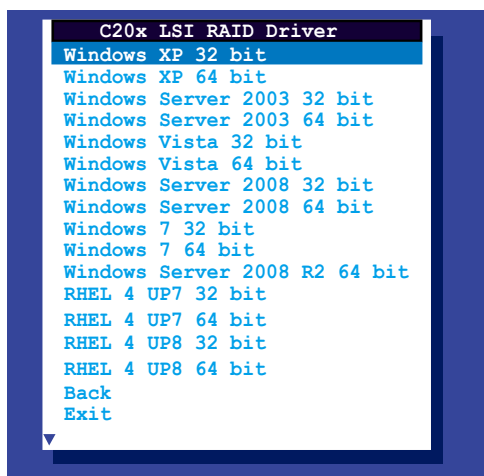 C20x LSI RAID Driver
Windows XP 32 bit
Windows XP 64 bit
Windows Server 2003 32 bit
Windows Server 2003 64 bit
Windows Vista 32 bit
Windows Vista 64 bit
Windows Server 2008 32 bit
Windows Server 2008 64 bit
Windows 7 32 bit
Windows 7 64 bit
Windows Server 2008 R2 64 bit
RHEL 4 UP7 32 bit
RHEL 4 UP7 64 bit
RHEL 4 UP8 32 bit
RHEL 4 UP8 64 bit
Back
Exit